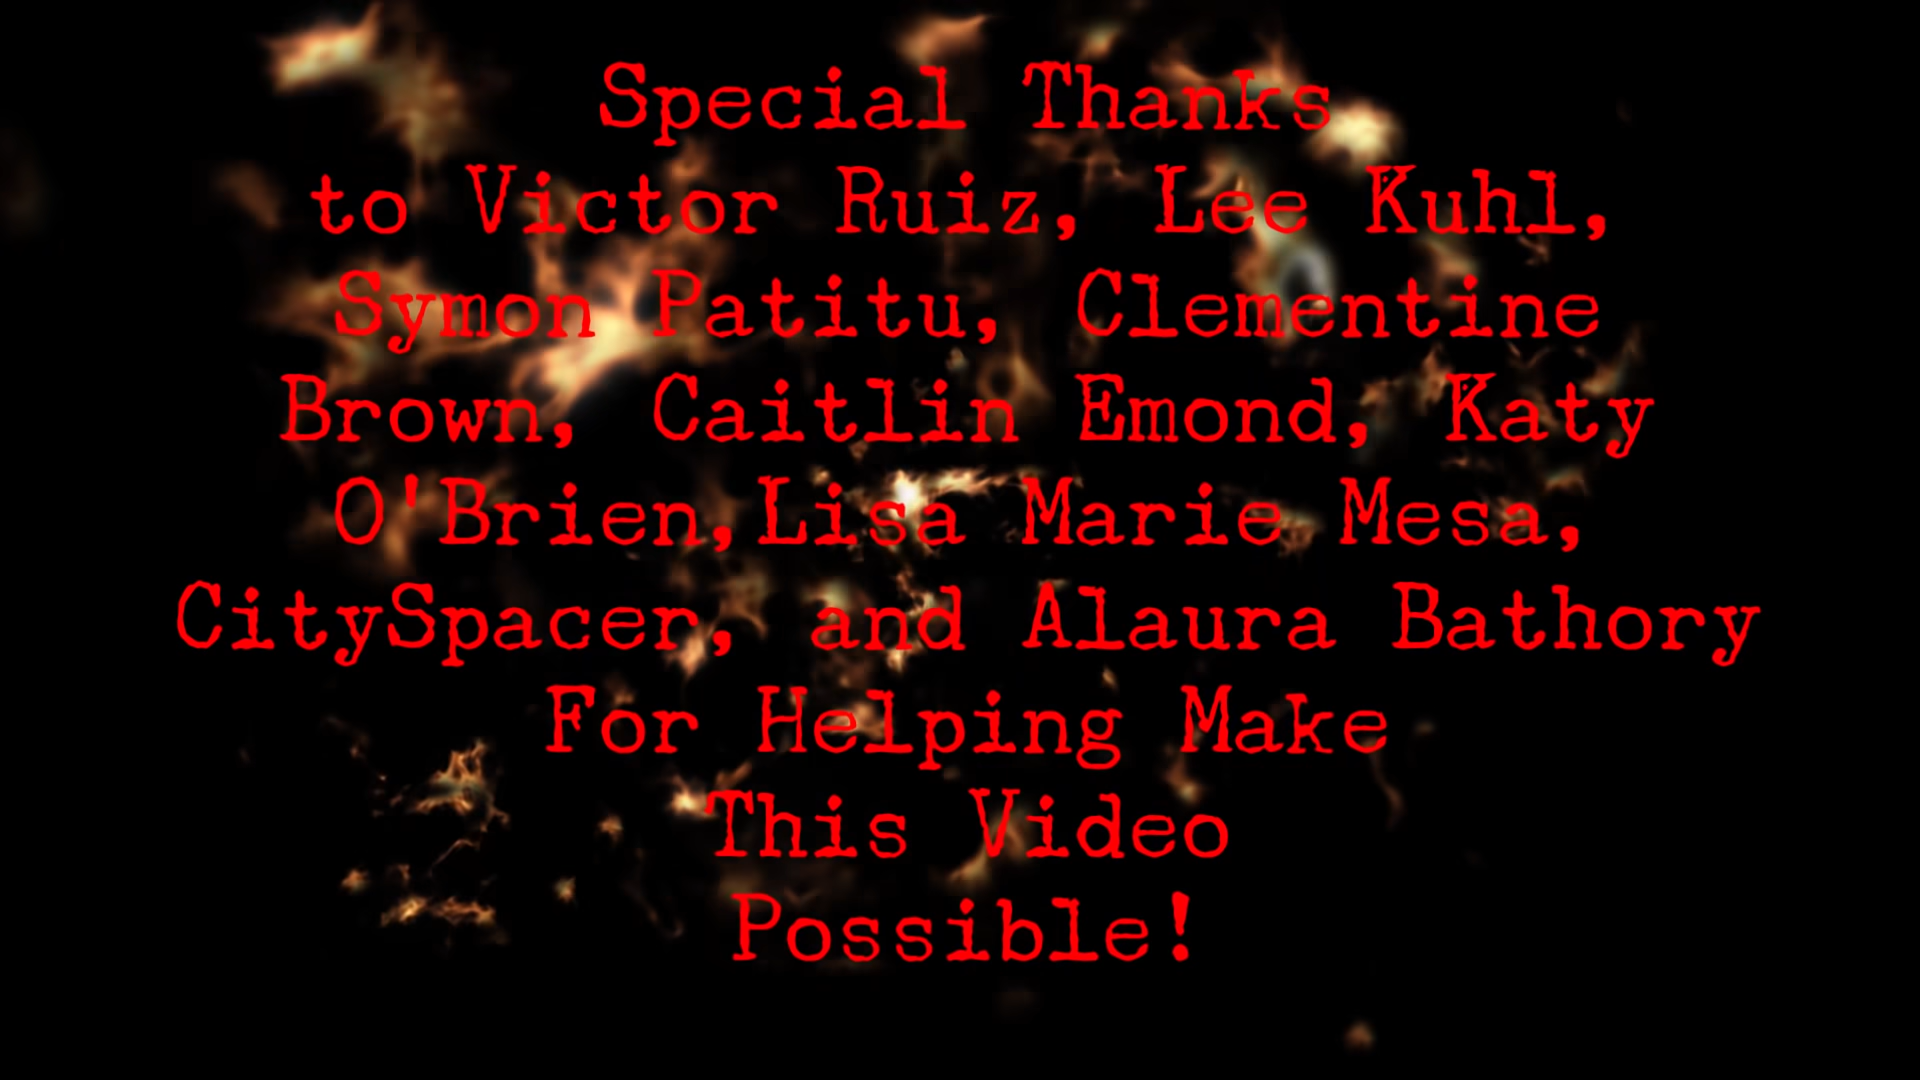 Special Thanks
to Victor Ruiz, Lee Kuhl,
Symon Patitu, Clementine
Brown, Caitlin Emond, Katy
O'Brien,Lisa Marie Mesa,
CitySpacer, and Alaura Bathory
For Helping Make
This Video
Possible!